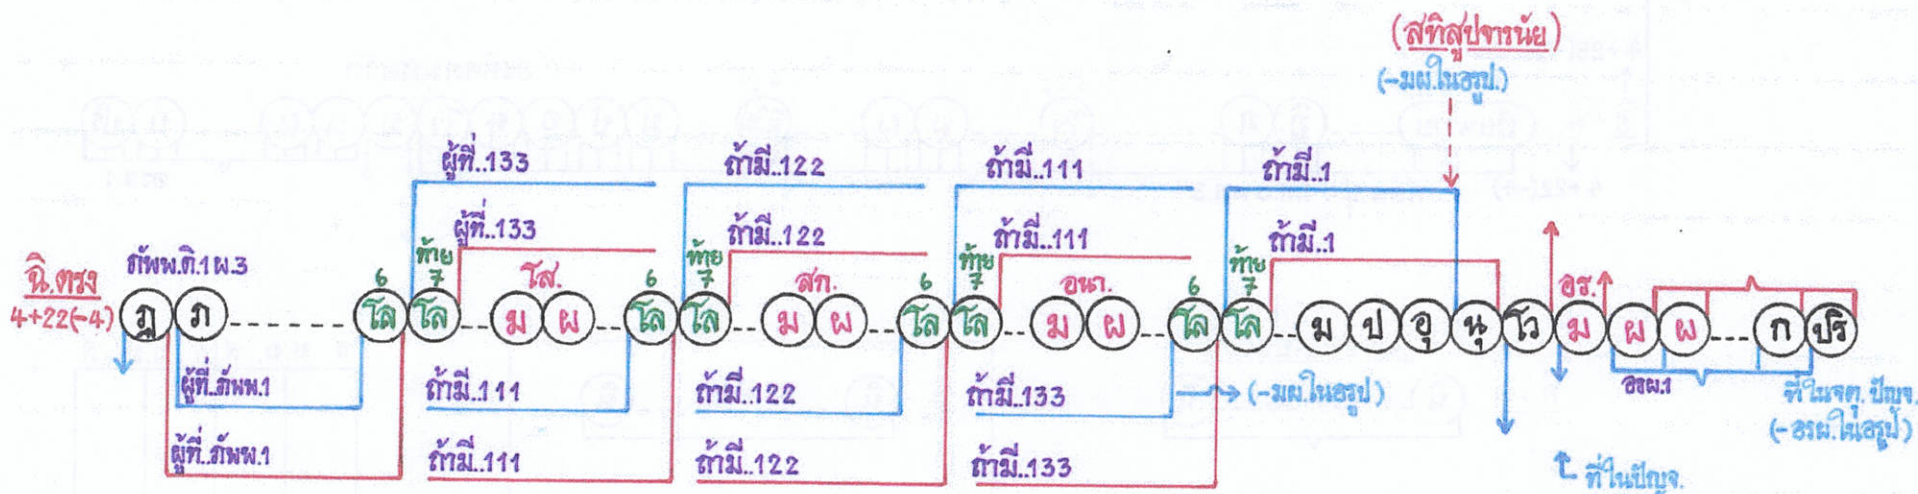 (สทิสูปจารนัย)
(-มผ.ในอรูป.)
ผู้ที่..133 ถ้ามี..122 ถ้ามี..111 ถ้ามี..1
ผู้ที่..133 ถ้ามี..122 ถ้ามี..111 ถ้ามี..1
ฉิ.ตรง ภัพพ.ติ.1 ผ.3 6 ท้าย 7 โส. 6 ท้าย 7 สก. 6 ท้าย 7 อนา. 6 ท้าย 7 อร.
4+22(-4) ฎ ภ ------ โล โล -- ม ผ -- โล โล --- ม ผ -- โล โล --- ม ผ --- โล โล --- ม ป อุ นุ โว ม ผ ผ --- ก ปริ
ผู้ที่..ภัพพ.1 ถ้ามี..111 ถ้ามี..122 ถ้ามี..133 (-มผ.ในอรูป) อรผ.1 ที่ในจตุ.ปัญจ.
(-อรผ.ในอรูป)
ผู้ที่..ภัพพ.1 ถ้ามี..111 ถ้ามี..122 ถ้ามี..133
ที่ในปัญจ.